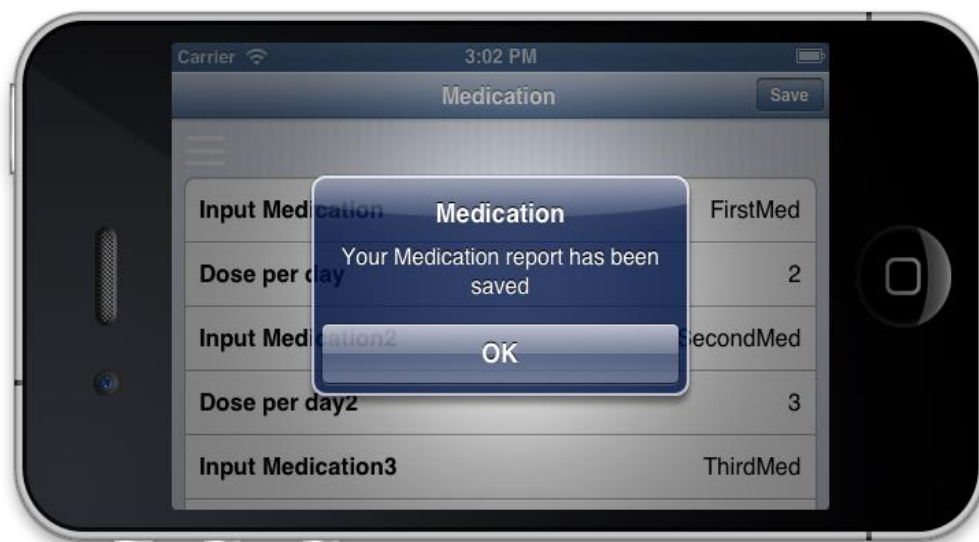 Carrier 3:02 PM
Medication Save
Input Medication FirstMed
Dose per day 2
Input Medication2 SecondMed
Dose per day2 3
Input Medication3 ThirdMed
Medication
Your Medication report has been
saved
OK